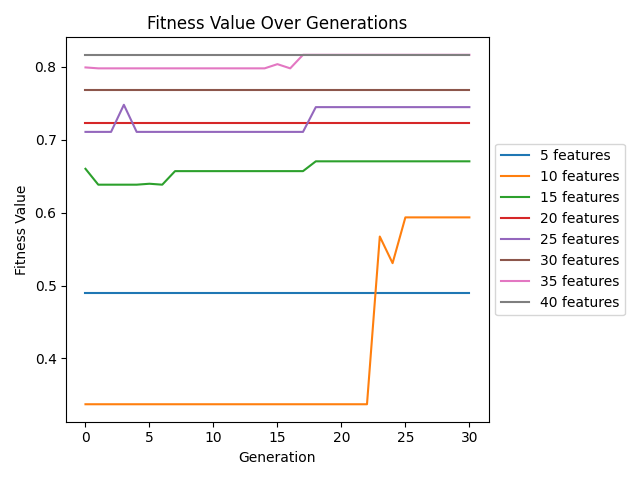 Fitness Value Over Generations
Fitness Value
0.8
0.7
0.6
0.5
0.4
0 5 10 15 20 25 30
Generation
5 features
10 features
15 features
20 features
25 features
30 features
35 features
40 features